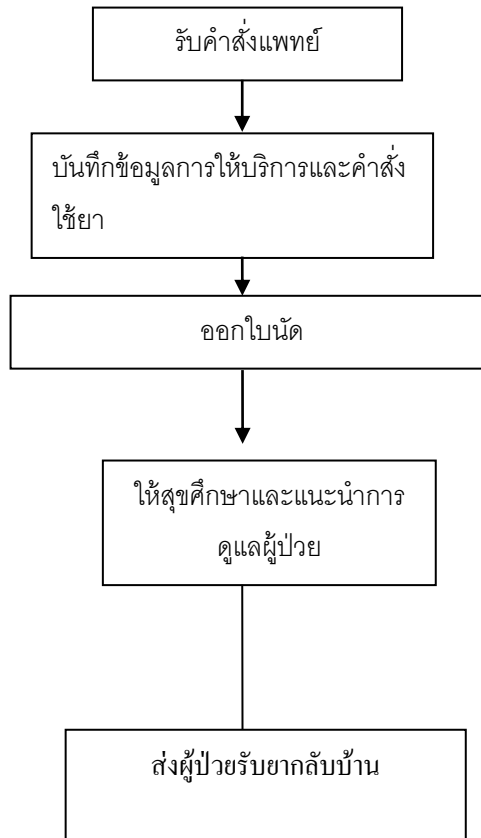 รับคำสั่งแพทย์
บันทึกข้อมูลการให้บริการและคำสั่ง
ใช้ยา
ออกใบนัด
ให้สุขศึกษาและแนะนำการ
ดูแลผู้ป่วย
ส่งผู้ป่วยรับยากลับบ้าน